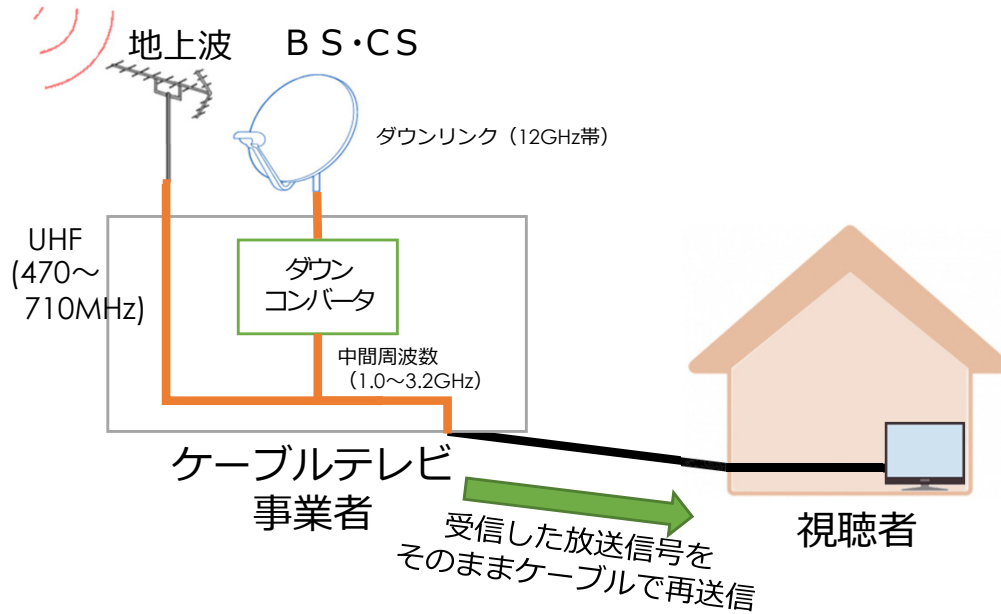 地上波
ＢＳ・ＣＳ
ダウンリンク（12GHz帯）
UHF
(470～
710MHz)
ダウン
コンバータ
中間周波数
（1.0～3.2GHz）
ケーブルテレビ
事業者
受信した放送信号を
そのままケーブルで再送信
視聴者